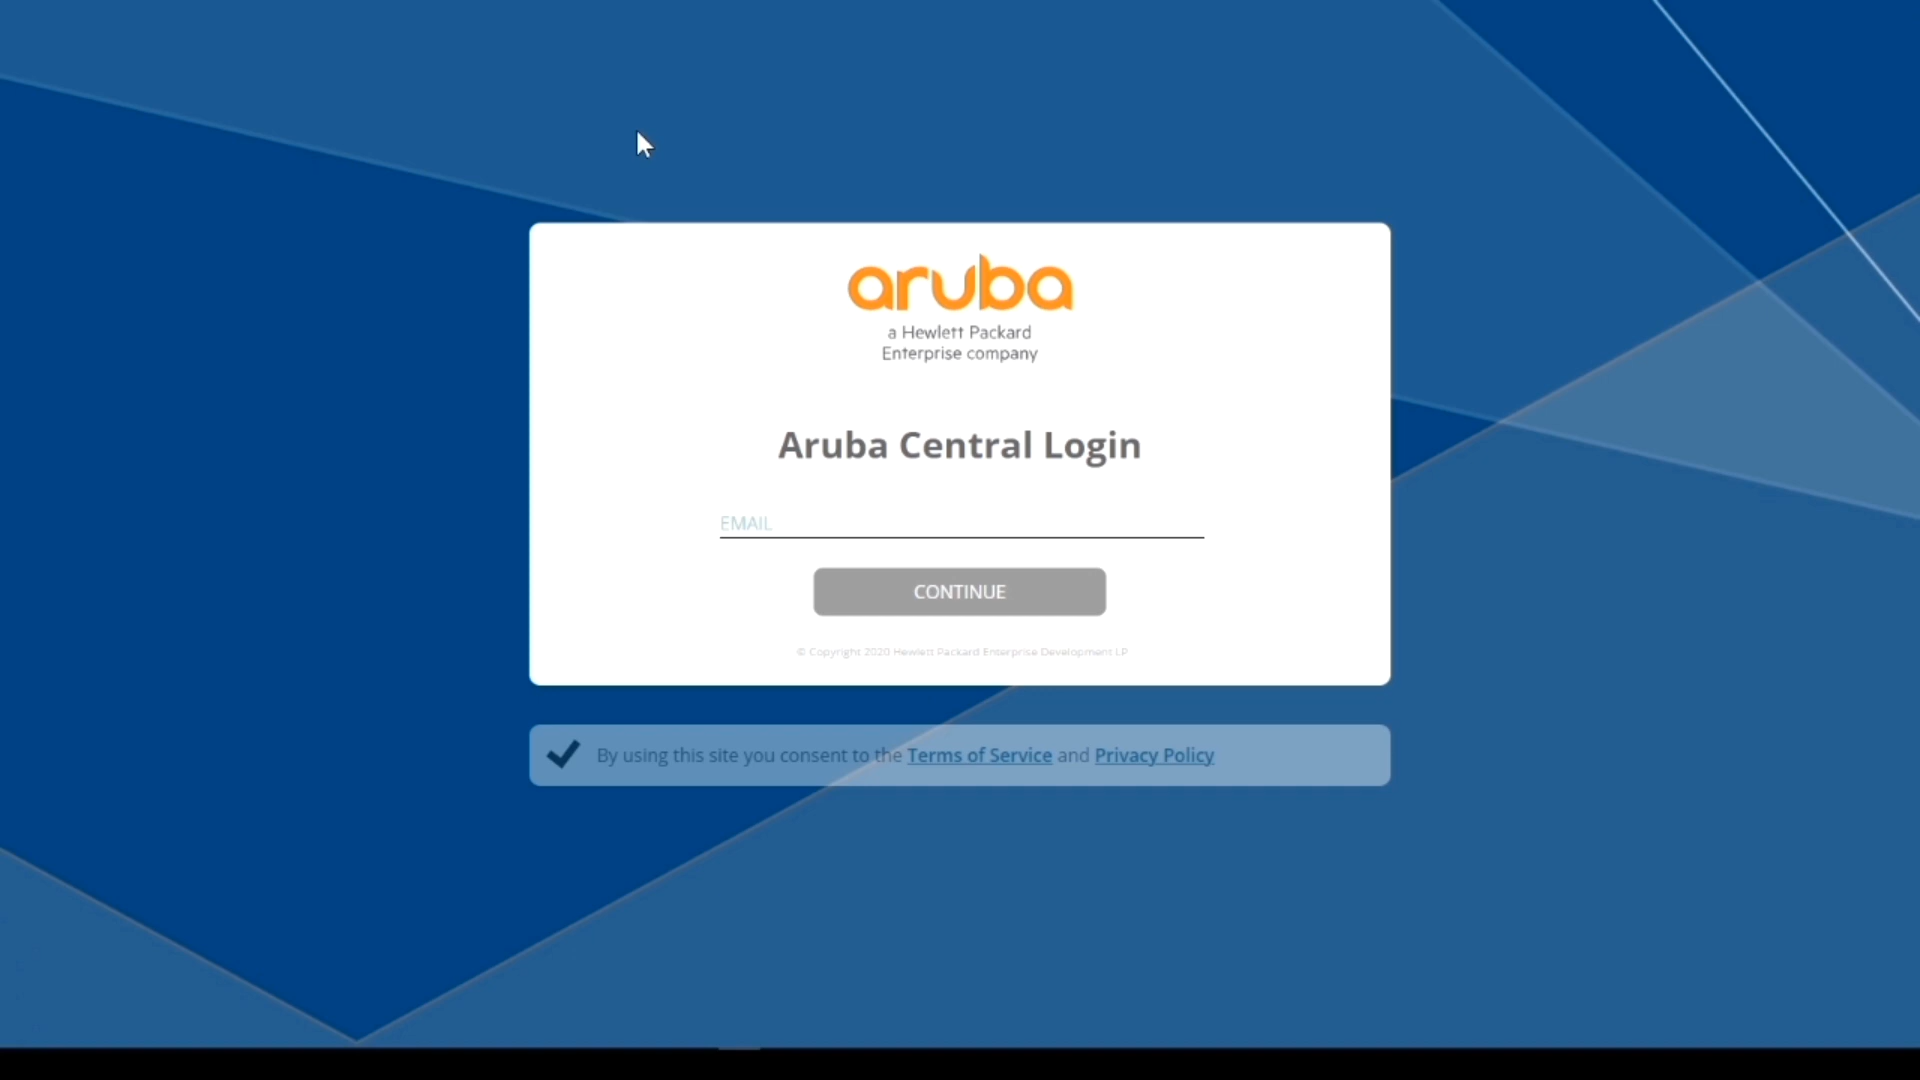 aruba
a Hewlett Packard
Enterprise company
Aruba Central Login
EMAIL
CONTINUE
© Copyright 2020 Hewlett Packard Enterprise Development LP
By using this site you consent to the Terms of Service and Privacy Policy